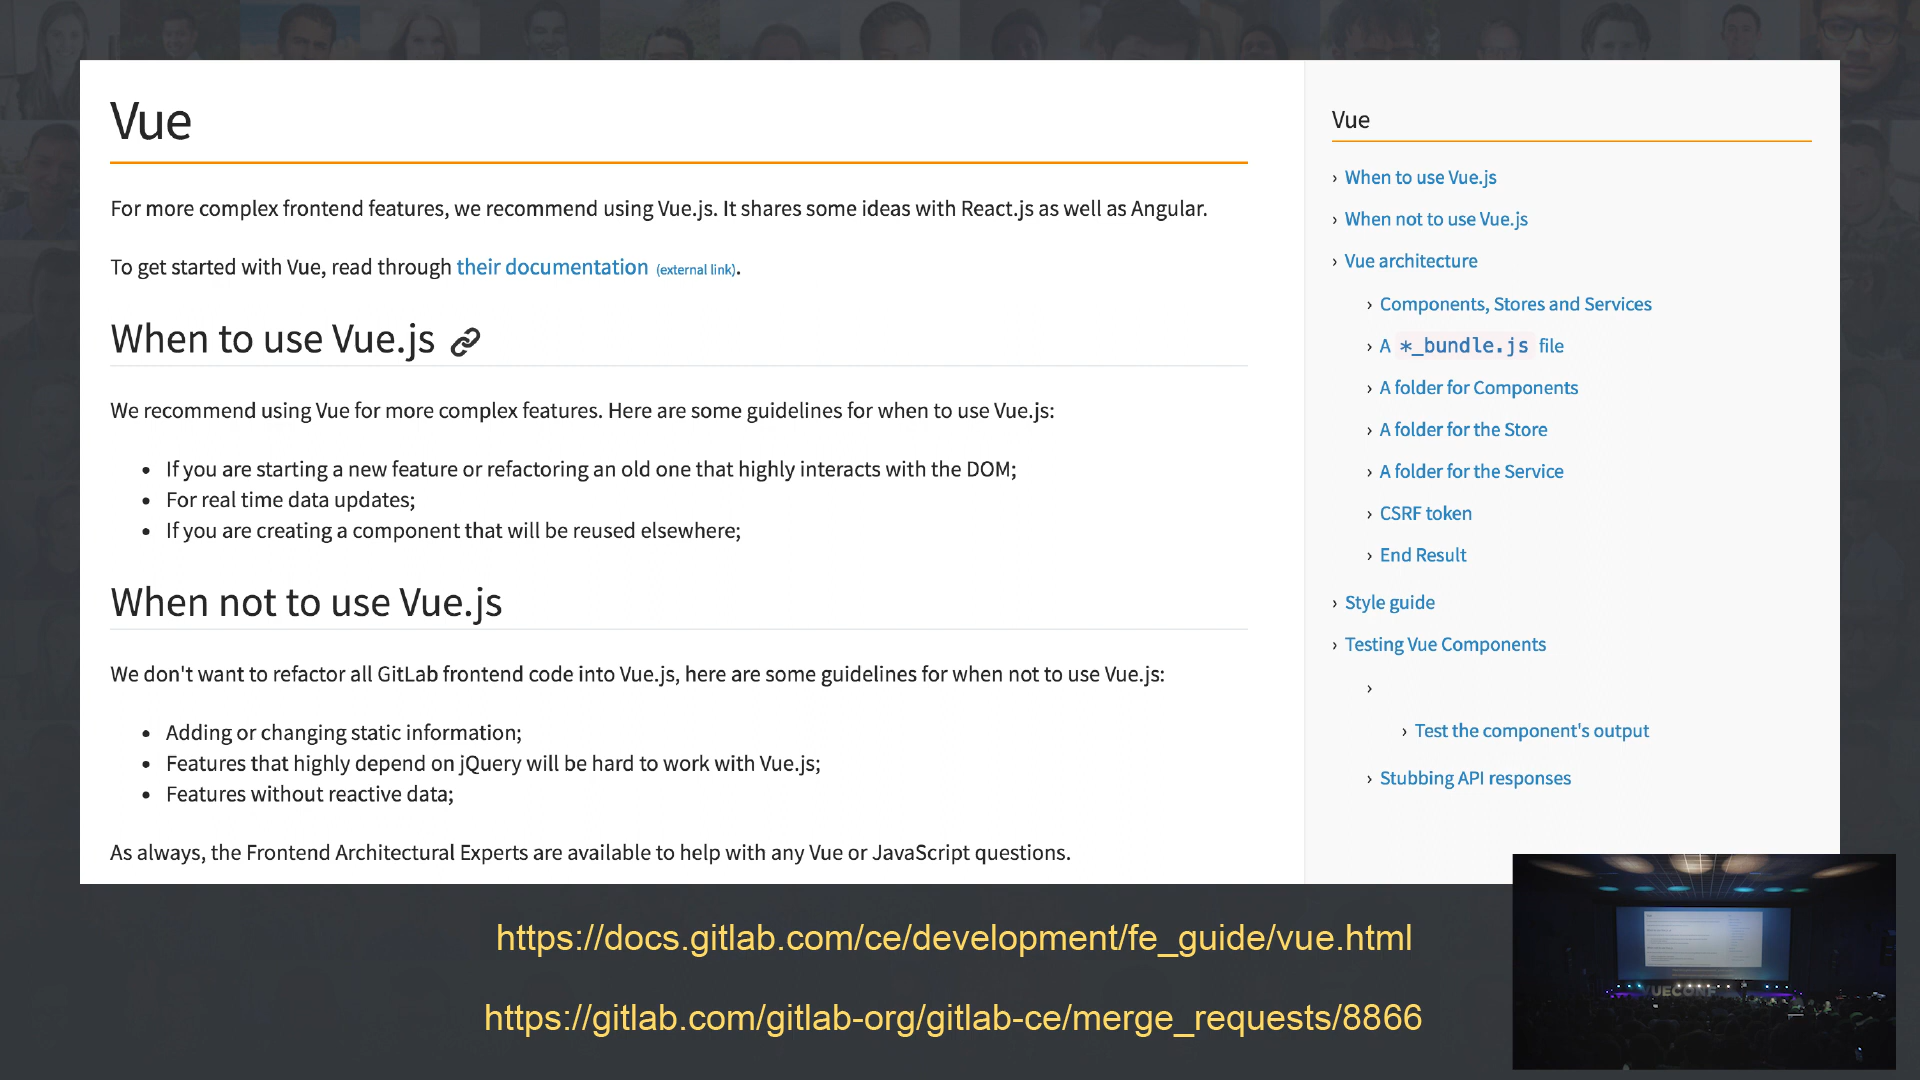 Vue
For more complex frontend features, we recommend using Vue.js. It shares some ideas with React.js as well as Angular.
To get started with Vue, read through their documentation (external link).
When to use Vue.js
We recommend using Vue for more complex features. Here are some guidelines for when to use Vue.js:
• If you are starting a new feature or refactoring an old one that highly interacts with the DOM;
• For real time data updates;
• If you are creating a component that will be reused elsewhere;
When not to use Vue.js
We don't want to refactor all GitLab frontend code into Vue.js, here are some guidelines for when not to use Vue.js:
• Adding or changing static information;
• Features that highly depend on jQuery will be hard to work with Vue.js;
• Features without reactive data;
As always, the Frontend Architectural Experts are available to help with any Vue or JavaScript questions.
Vue
› When to use Vue.js
› When not to use Vue.js
› Vue architecture
› Components, Stores and Services
› A *_bundle.js file
› A folder for Components
› A folder for the Store
› A folder for the Service
› CSRF token
› End Result
› Style guide
› Testing Vue Components
›
› Test the component's output
› Stubbing API responses
https://docs.gitlab.com/ce/development/fe_guide/vue.html
https://gitlab.com/gitlab-org/gitlab-ce/merge_requests/8866
VUECONF